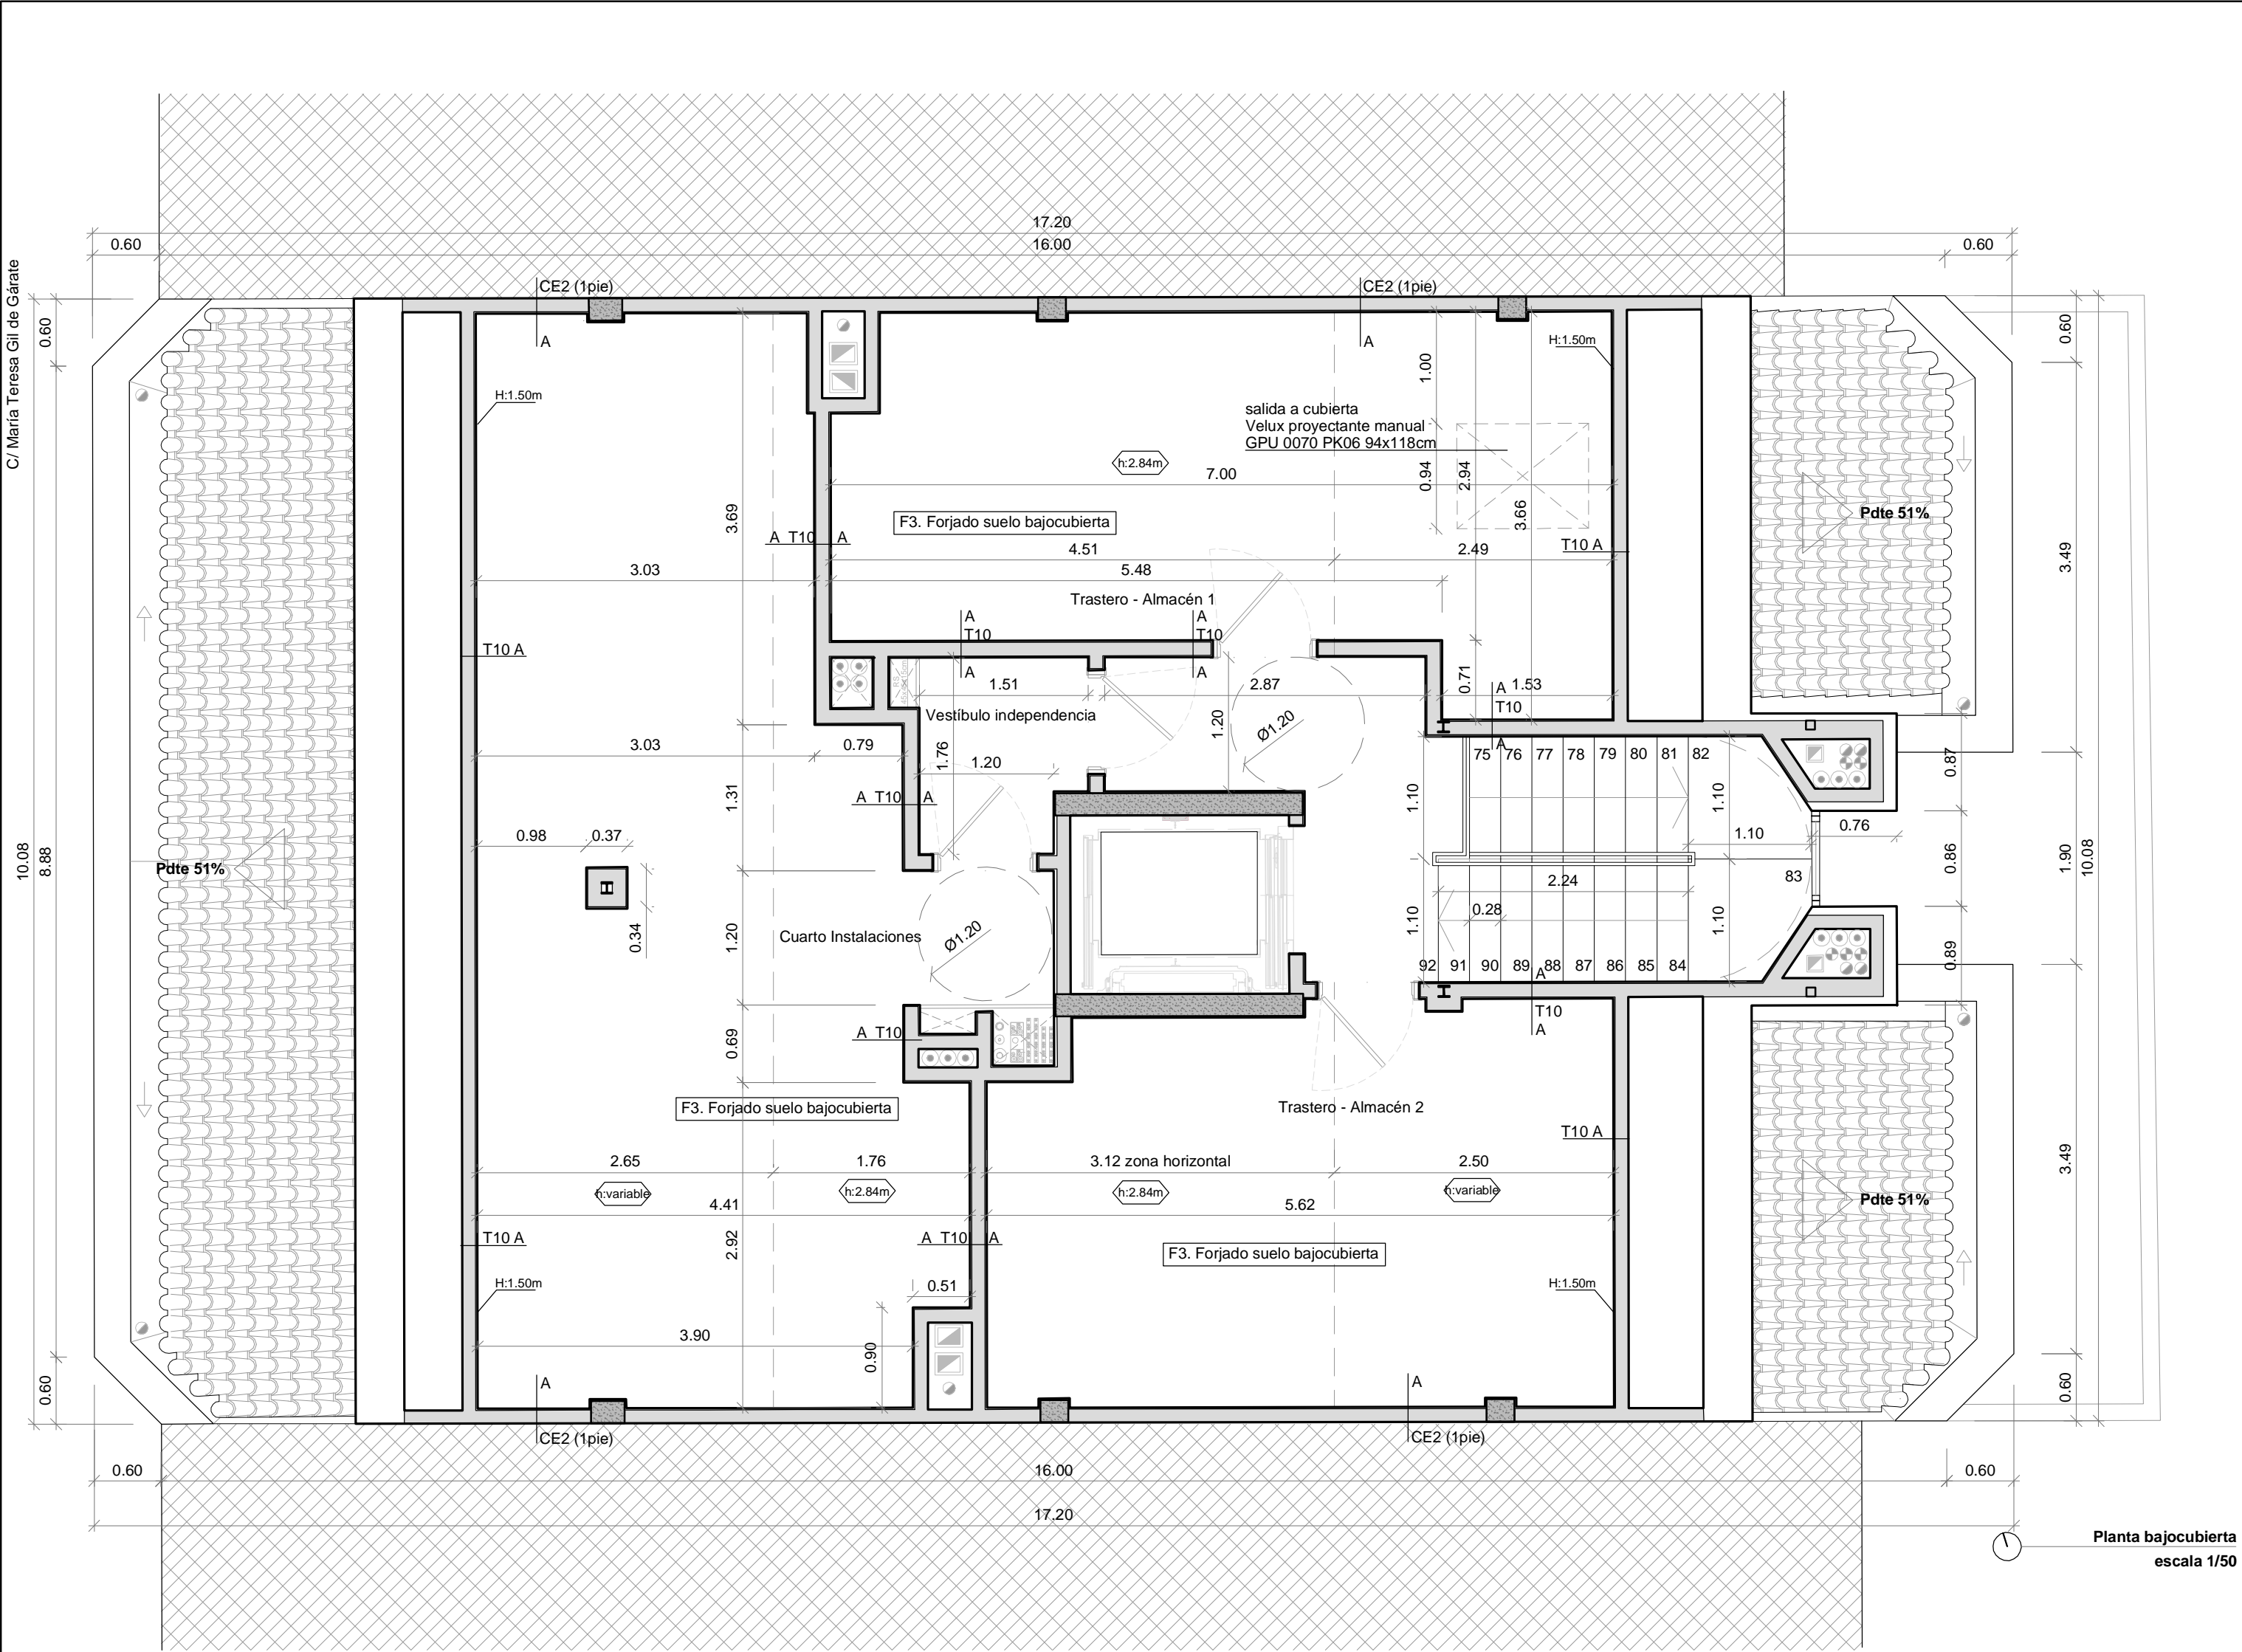 C/ María Teresa Gil de Gárate
17.20
0.60
16.00
0.60
CE2 (1pie)
CE2 (1pie)
A
A
0.60
0.60
H:1.50m
H:1.50m
1.00
salida a cubierta
Velux proyectante manual
GPU 0070 PK06 94x118cm
h:2.84m
7.00
0.94
2.94
3.66
Pdte 51%
3.69
F3. Forjado suelo bajocubierta
A T10 A
4.51
2.49
T10 A
3.49
3.03
5.48
Trastero - Almacén 1
A
T10
A
A
T10
A
T10 A
1.51
2.87
0.71
1.53
A
T10
A
Vestíbulo independencia
1.20
Ø1.20
3.03
0.79
1.76
1.20
75
76
77
78
79
80
81
82
0.87
1.31
A T10 A
1.10
1.10
0.98
0.37
1.10
0.76
10.08
8.88
Pdte 51%
83
0.86
1.90
10.08
2.24
0.28
0.34
1.20
Cuarto Instalaciones
Ø1.20
1.10
1.10
92
91
90
89
88
87
86
85
84
0.89
A
T10
A
0.69
A T10
F3. Forjado suelo bajocubierta
Trastero - Almacén 2
T10 A
2.65
1.76
3.12 zona horizontal
2.50
3.49
h:variable
h:2.84m
h:2.84m
h:variable
Pdte 51%
4.41
5.62
T10 A
2.92
A T10 A
F3. Forjado suelo bajocubierta
H:1.50m
0.51
H:1.50m
3.90
0.90
0.60
A
A
0.60
CE2 (1pie)
CE2 (1pie)
0.60
16.00
0.60
17.20
Planta bajocubierta
escala 1/50